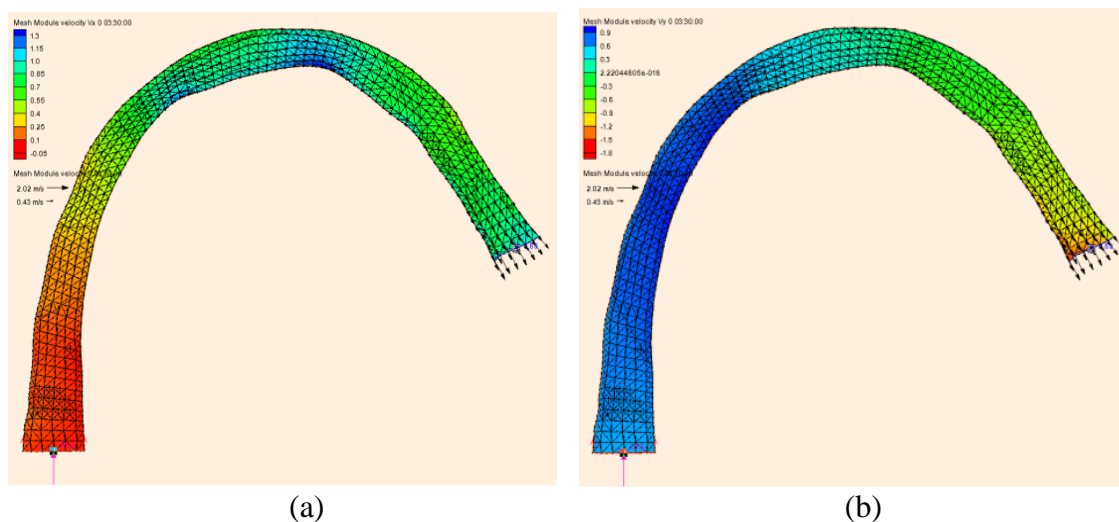 Mesh Module velocity Vx 0 03:30:00
1.3
1.15
1
0.85
0.7
0.55
0.4
0.25
0.1
-0.05
Mesh Module velocity
2.02 m/s
0.43 m/s
(a)
Mesh Module velocity Vy 0 03:30:00
0.9
0.6
0.3
2.22044605e-016
-0.3
-0.6
-0.9
-1.2
-1.5
Mesh Module velocity
2.02 m/s
0.43 m/s
(b)